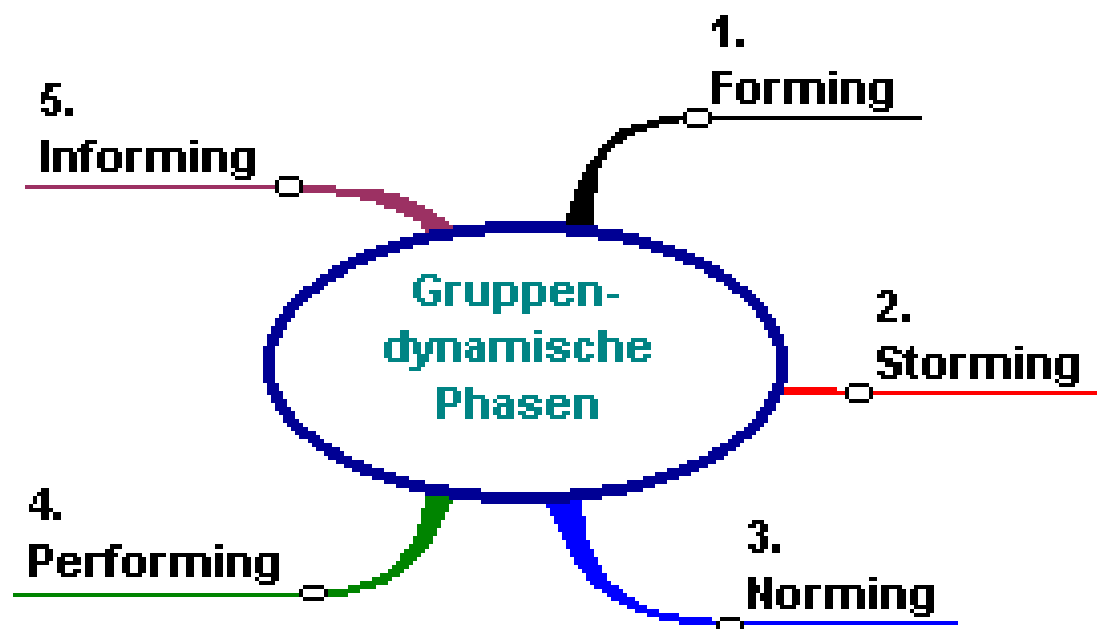 Gruppen-
dynamische
Phasen
1.
Forming
2.
Storming
3.
Norming
4.
Performing
5.
Informing